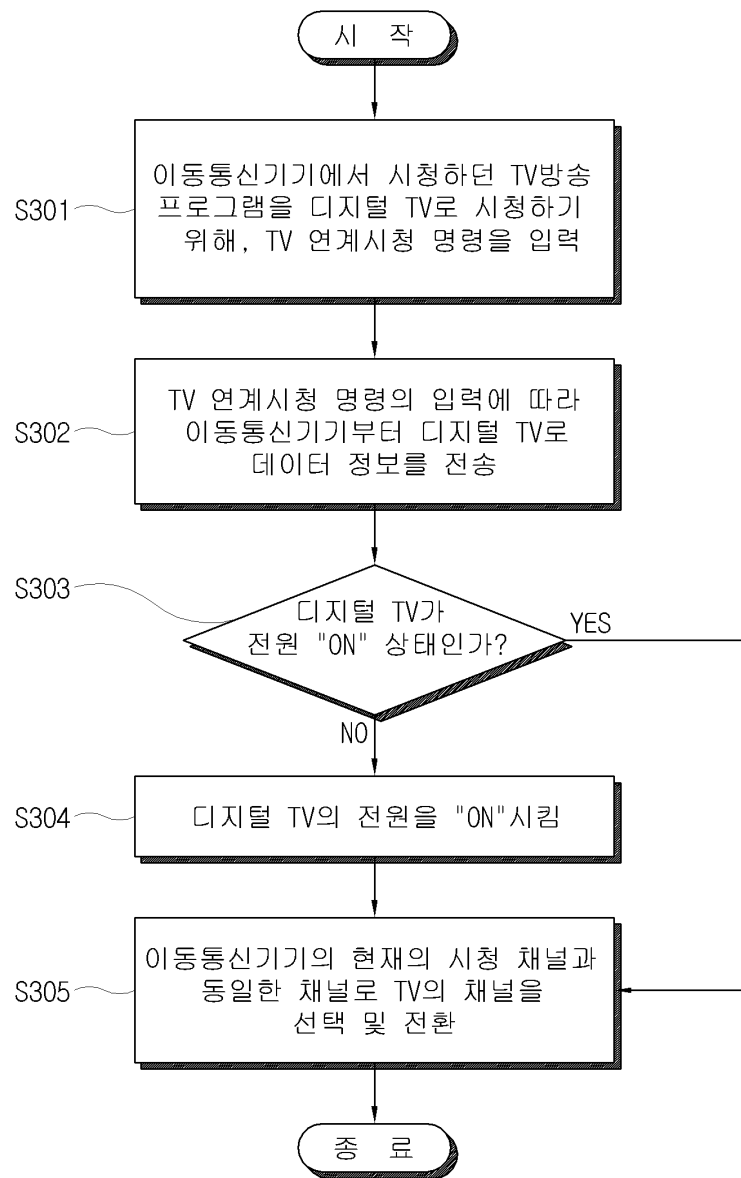 시 작
S301
이동통신기기에서 시청하던 TV방송
프로그램을 디지털 TV로 시청하기
위해, TV 연계시청 명령을 입력
S302
TV 연계시청 명령의 입력에 따라
이동통신기기부터 디지털 TV로
데이터 정보를 전송
S303
디지털 TV가
전원 "ON" 상태인가?
YES
NO
S304
디지털 TV의 전원을 "ON"시킴
S305
이동통신기기의 현재의 시청 채널과
동일한 채널로 TV의 채널을
선택 및 전환
종 료